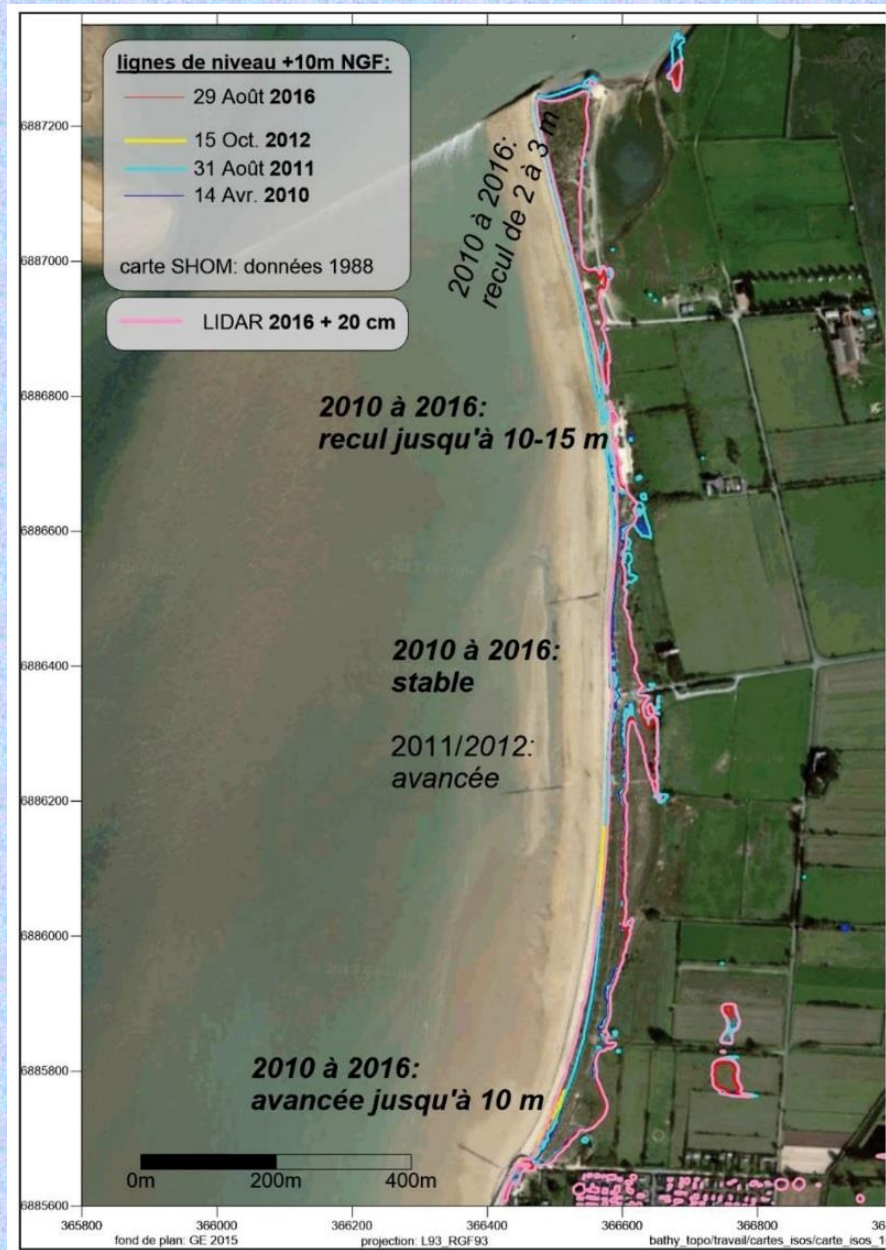 lignes de niveau +10m NGF:
29 Août 2016
15 Oct. 2012
31 Août 2011
14 Avr. 2010
carte SHOM: données 1988
LIDAR 2016 + 20 cm
2010 à 2016:
recul de 2 à 3 m
2010 à 2016:
recul jusqu'à 10-15 m
2010 à 2016:
stable
2011/2012:
avancée
2010 à 2016:
avancée jusqu'à 10 m
0m 200m 400m
6887200
6887000
6886800
6886600
6886400
6886200
6886000
6885800
6885600
365800 366000 366200 366400 366600 366800
fond de plan: GE 2015 projection: L93_RGF93 bathy_topo/travail/cartes_isos/carte_isos_1